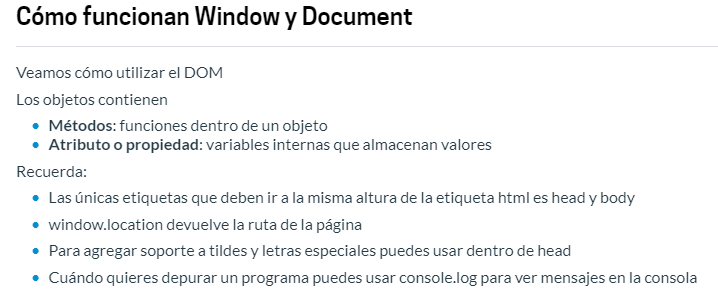 Cómo funcionan Window y Document
Veamos cómo utilizar el DOM
Los objetos contienen
Métodos: funciones dentro de un objeto
Atributo o propiedad: variables internas que almacenan valores
Recuerda:
Las únicas etiquetas que deben ir a la misma altura de la etiqueta html es head y body
window.location devuelve la ruta de la página
Para agregar soporte a tildes y letras especiales puedes usar dentro de head
Cuándo quieres depurar un programa puedes usar console.log para ver mensajes en la consola